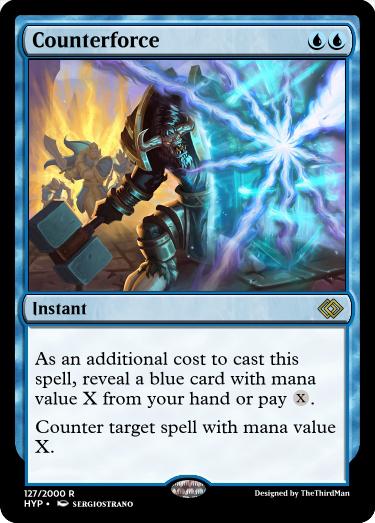 Counterforce
Instant
As an additional cost to cast this
spell, reveal a blue card with mana
value X from your hand or pay X.
Counter target spell with mana value
X.
127/2000 R
HYP • SERGIOSTRANO
Designed by TheThirdMan